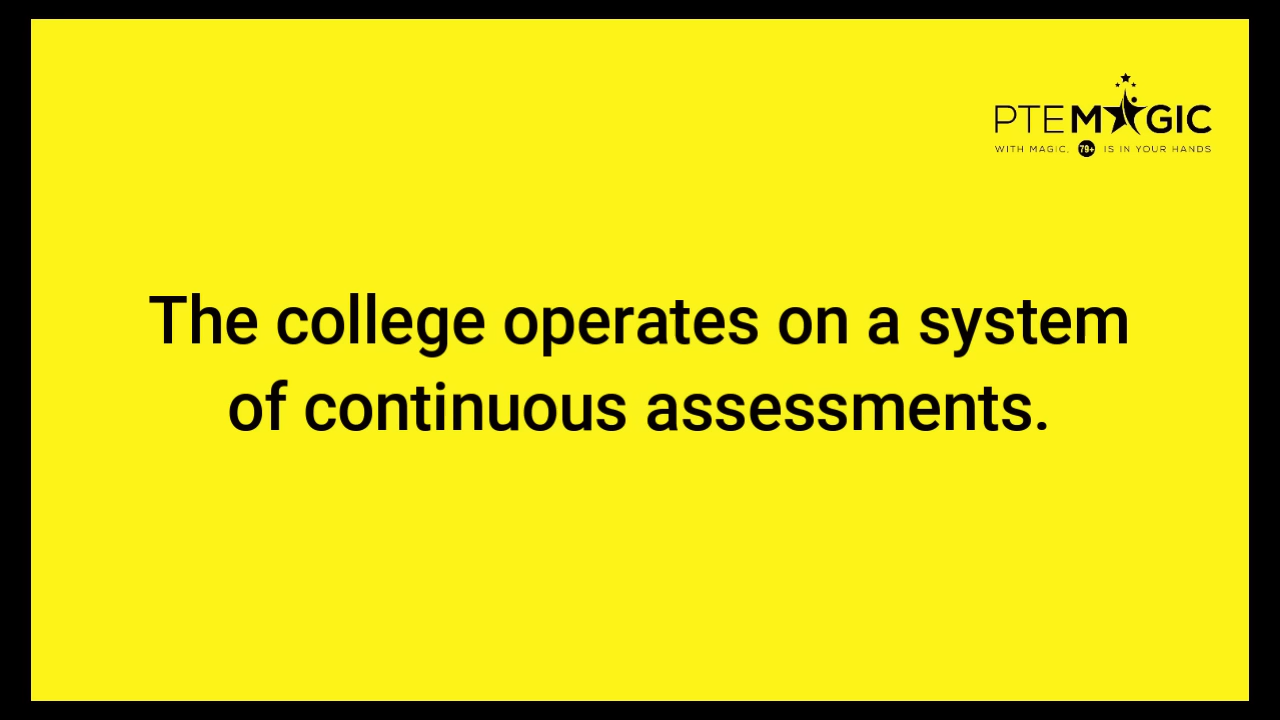 PTEMAGIC
WITH MAGIC, 79+ IS IN YOUR HANDS
The college operates on a system
of continuous assessments.